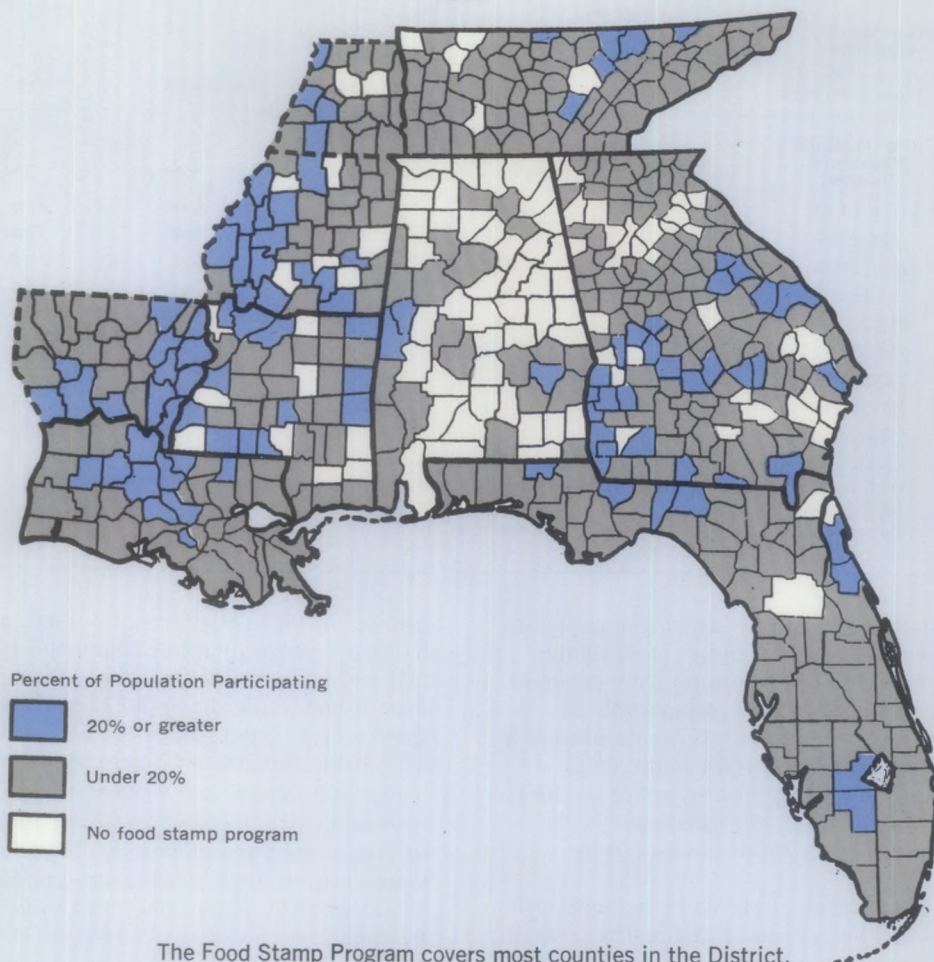 Percent of Population Participating
20% or greater
Under 20%
No food stamp program
The Food Stamp Program covers most counties in the District.